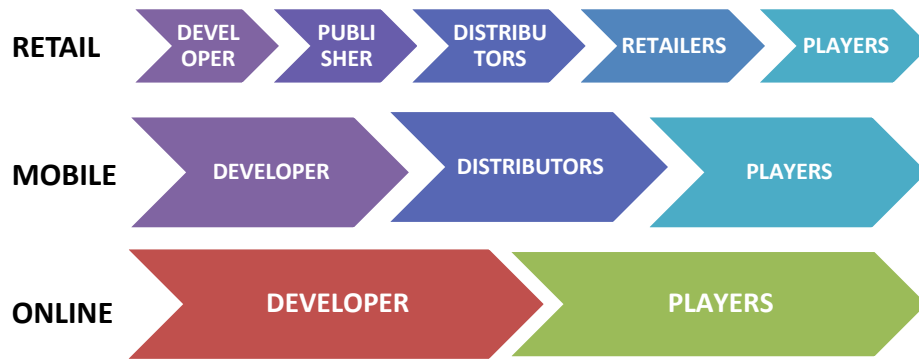 RETAIL
DEVEL
OPER
PUBLI
SHER
DISTRIBU
TORS
RETAILERS
PLAYERS
MOBILE
DEVELOPER
DISTRIBUTORS
PLAYERS
ONLINE
DEVELOPER
PLAYERS